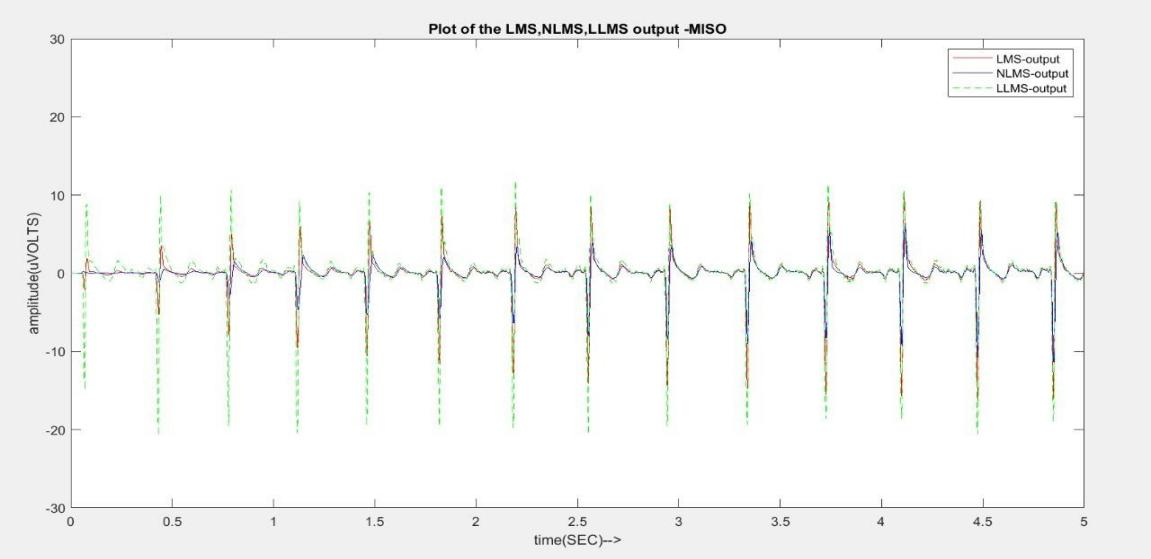 Plot of the LMS,NLMS,LLMS output -MISO
LMS-output
NLMS-output
LLMS-output
amplitude(uVOLTS)
30
20
10
0
-10
-20
-30
0 0.5 1 1.5 2 2.5 3 3.5 4 4.5 5
time(SEC)-->